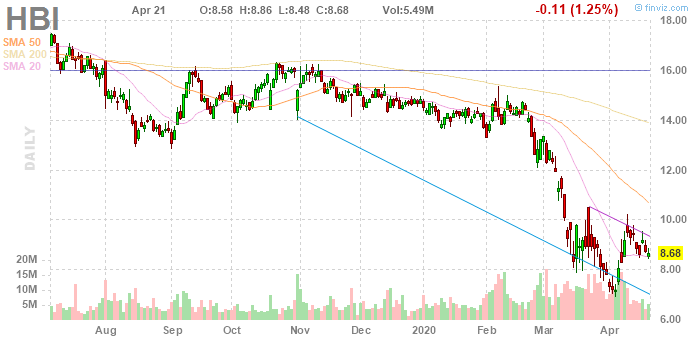 HBI Apr 21 O:8.58 H:8.86 L:8.48 C:8.68 Vol:5.49M -0.11 (1.25%)
© finviz.com
SMA 50
SMA 200
SMA 20
DAILY
18.00
16.00
14.00
12.00
10.00
8.68
8.00
6.00
20M
15M
10M
5M
Aug Sep Oct Nov Dec 2020 Feb Mar Apr